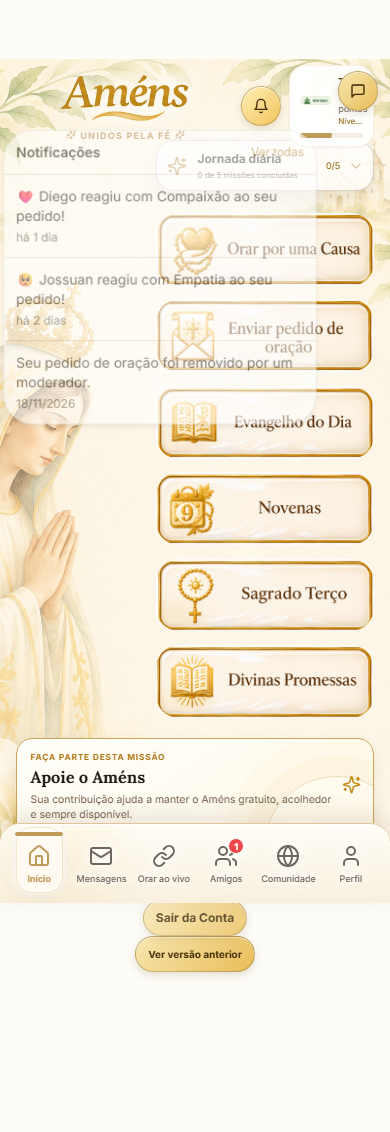 Améns
UNIDOS PELA FÉ
Nive...
Notificações
Ver todas
Jornada diária
0 de 5 missões concluídas
0/5
Diego reagiu com Compaixão ao seu
pedido!
há 1 dia
Jossuan reagiu com Empatia ao seu
pedido!
há 2 dias
Seu pedido de oração foi removido por um
moderador.
18/11/2026
Orar por uma Causa
Enviar pedido de
oração
Evangelho do Dia
9
Novenas
Sagrado Terço
Divinas Promessas
FAÇA PARTE DESTA MISSÃO
Apoie o Améns
Sua contribuição ajuda a manter o Améns gratuito, acolhedor
e sempre disponível.
1
Início
Mensagens
Orar ao vivo
Amigos
Comunidade
Perfil
Sair da Conta
Ver versão anterior